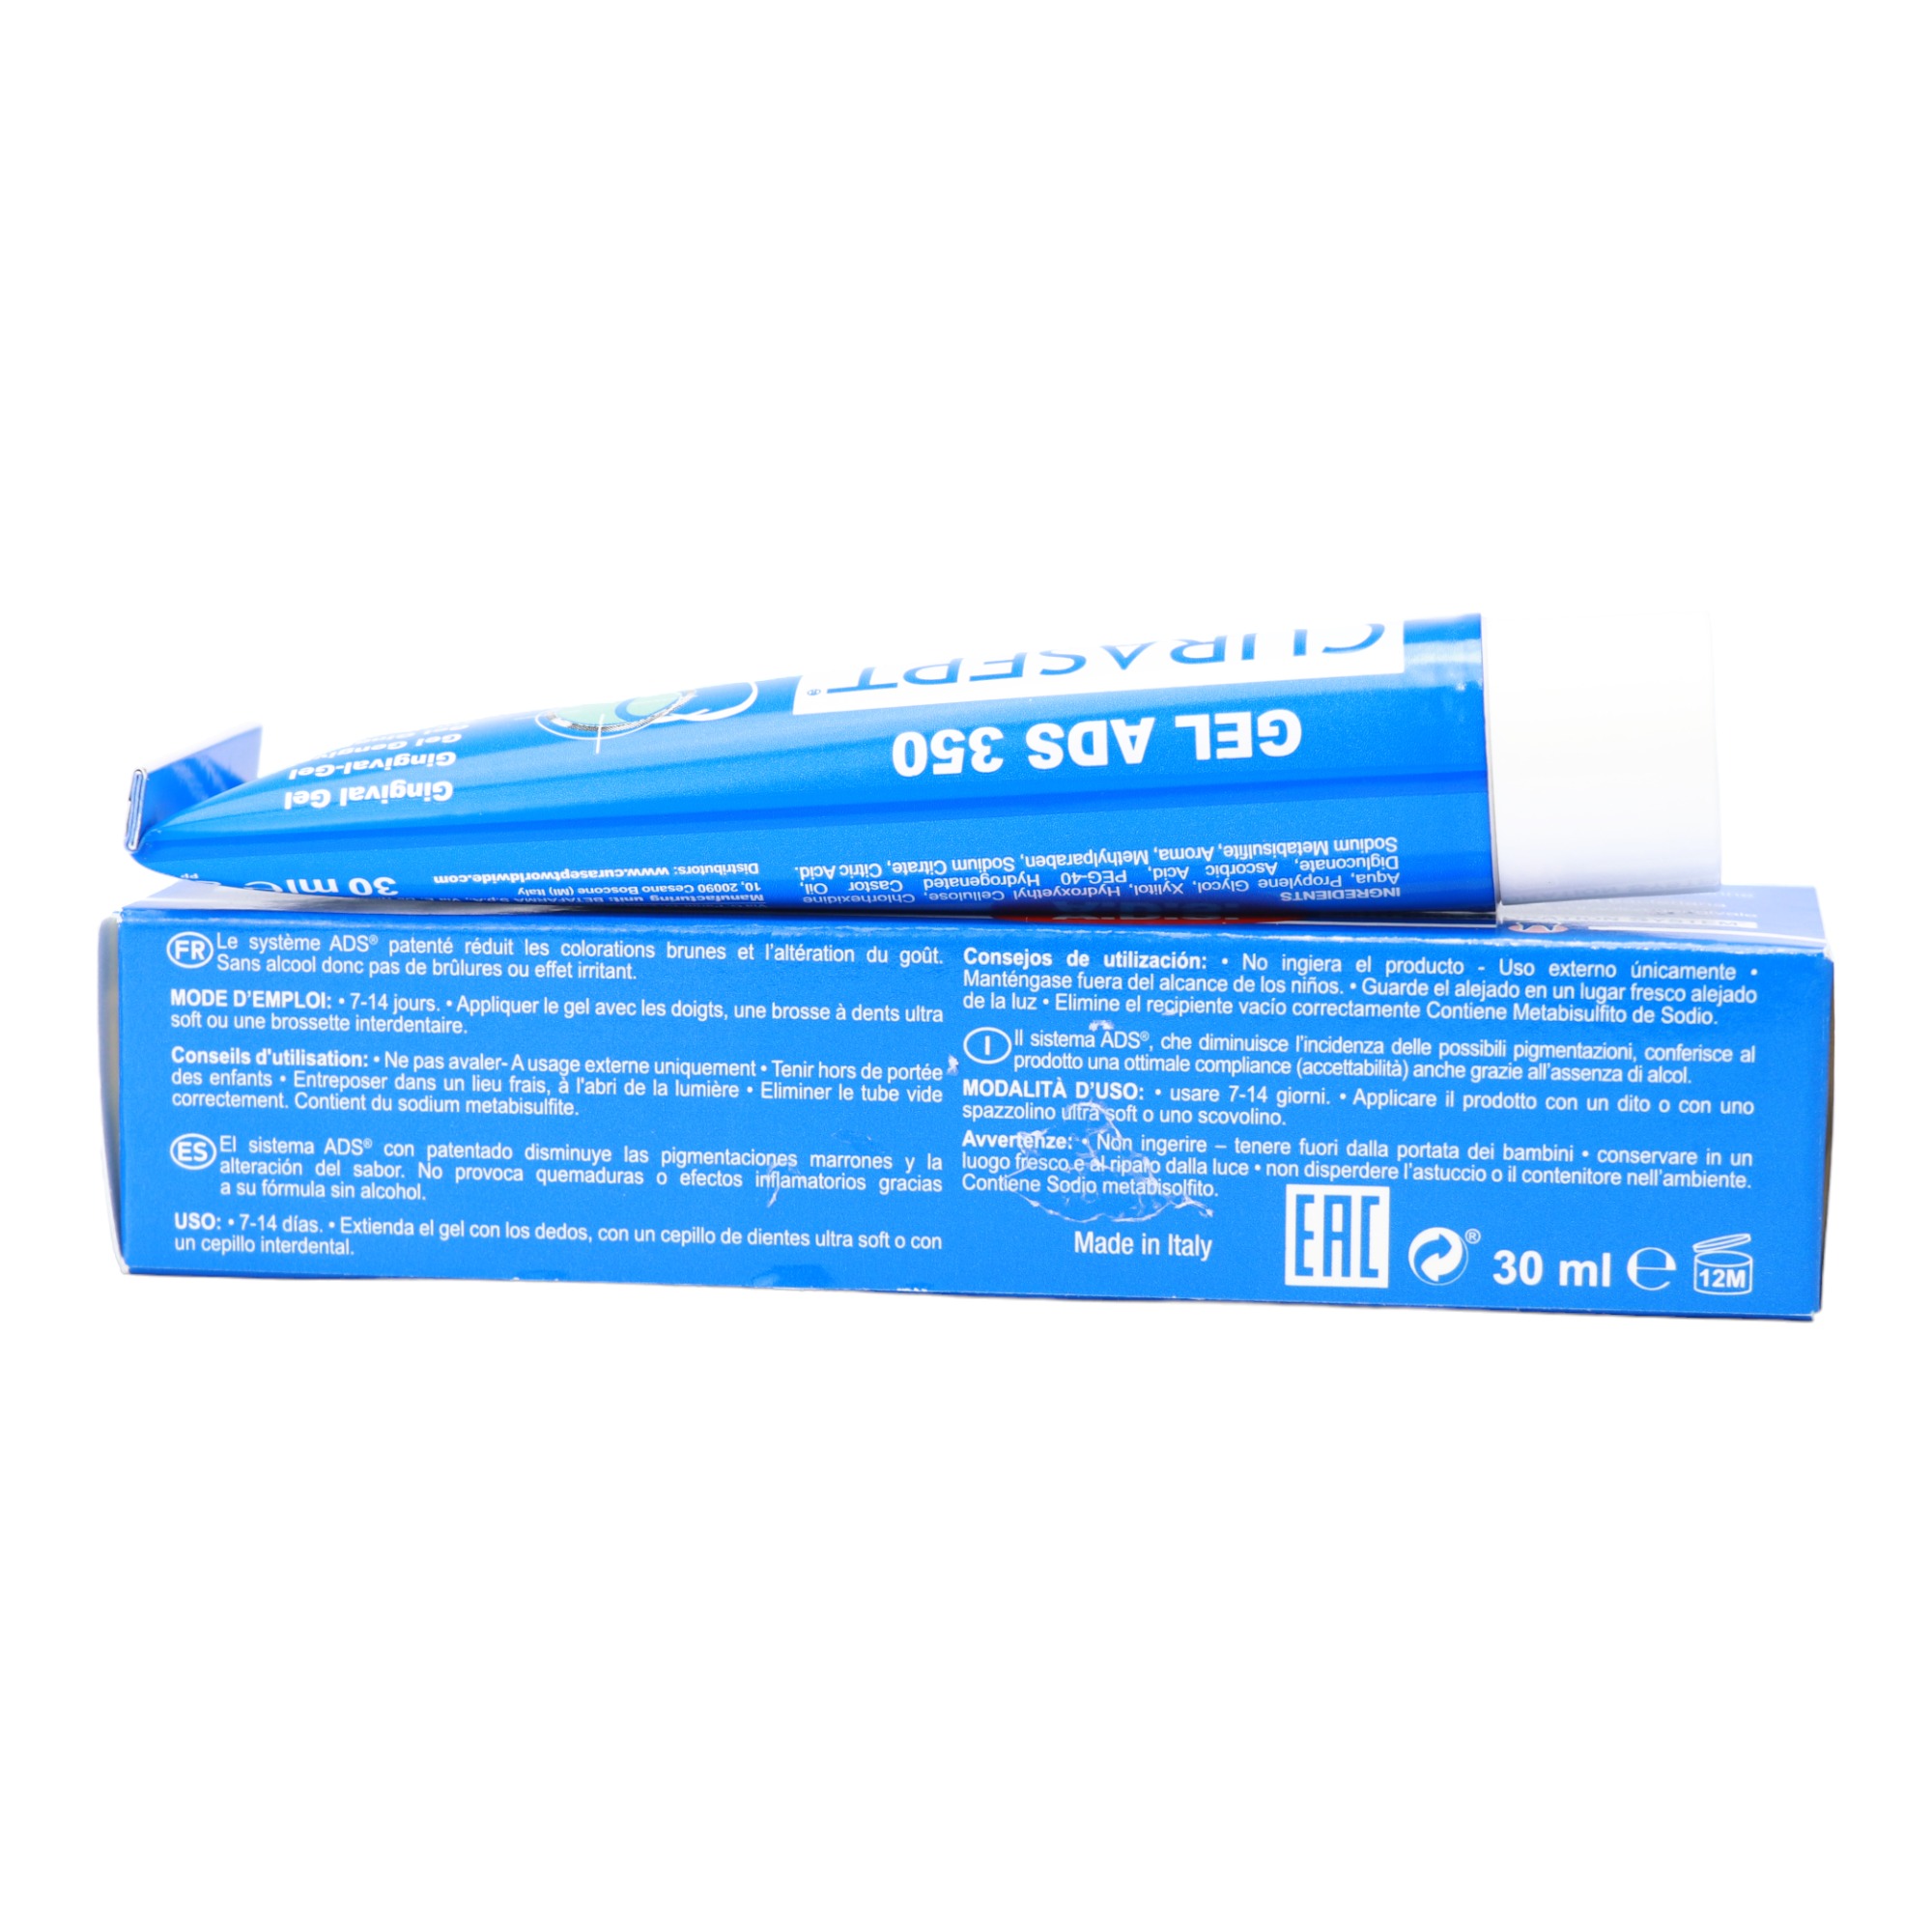 CURASEPT®
GEL ADS 350
Gingival-Gel
Gingival Gel
30 ml e
INGREDIENTS
Aqua, Propylene Glycol, Xylitol, Hydroxyethyl Cellulose, Chlorhexidine
Digluconate, Ascorbic Acid, PEG-40 Hydrogenated Castor Oil,
Sodium Metabisulfite, Aroma, Methylparaben, Sodium Citrate, Citric Acid.
10, 20090 Cesano Boscone (MI) Italy
Distributors: www.curaseptworldwide.com
FR Le système ADS® patenté réduit les colorations brunes et l'altération du goût.
Sans alcool donc pas de brûlures ou effet irritant.
MODE D'EMPLOI: • 7-14 jours. • Appliquer le gel avec les doigts, une brosse à dents ultra
soft ou une brossette interdentaire.
Conseils d'utilisation: • Ne pas avaler- A usage externe uniquement • Tenir hors de portée
des enfants • Entreposer dans un lieu frais, à l'abri de la lumière • Eliminer le tube vide
correctement. Contient du sodium metabisulfite.
ES El sistema ADS® con patentado disminuye las pigmentaciones marrones y la
alteración del sabor. No provoca quemaduras o efectos inflamatorios gracias
a su fórmula sin alcohol.
USO: • 7-14 días. • Extienda el gel con los dedos, con un cepillo de dientes ultra soft o con
un cepillo interdental.
Consejos de utilización: • No ingiera el producto - Uso externo únicamente •
Manténgase fuera del alcance de los niños. • Guarde el alejado en un lugar fresco alejado
de la luz • Elimine el recipiente vacío correctamente Contiene Metabisulfito de Sodio.
I Il sistema ADS®, che diminuisce l'incidenza delle possibili pigmentazioni, conferisce al
prodotto una ottimale compliance (accettabilità) anche grazie all'assenza di alcol.
MODALITÀ D'USO: • usare 7-14 giorni. • Applicare il prodotto con un dito o con uno
spazzolino ultra soft o uno scovolino.
Avvertenze: • Non ingerire – tenere fuori dalla portata dei bambini • conservare in un
luogo fresco e al riparo dalla luce • non disperdere l'astuccio o il contenitore nell'ambiente.
Contiene Sodio metabisolfito.
Made in Italy
EAC
® 30 ml e 12M